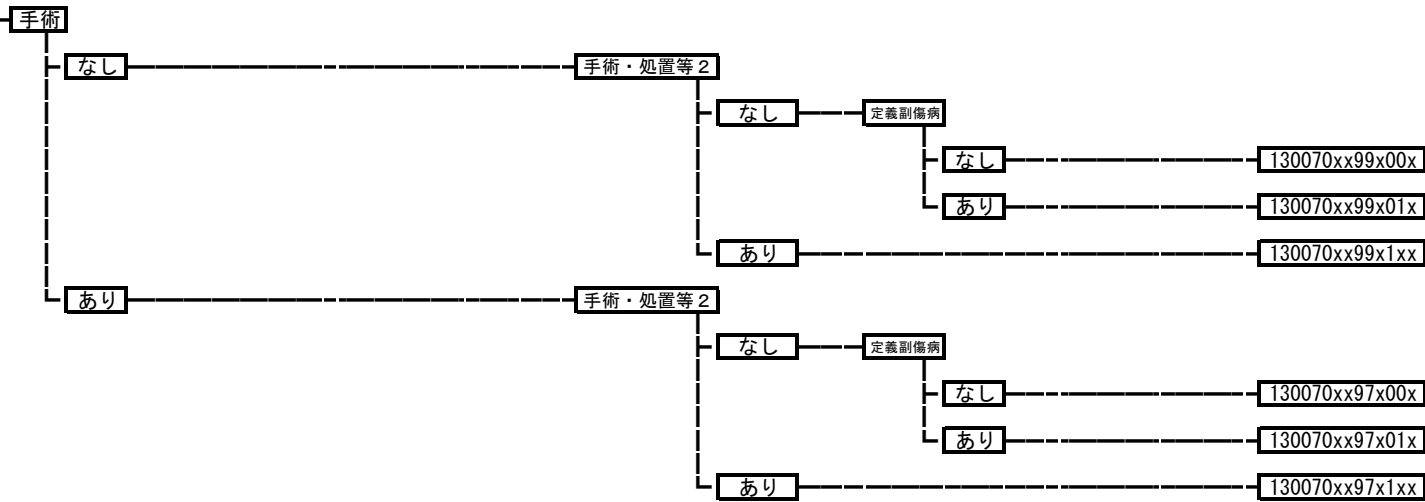 手術
なし 手術・処置等２
なし 定義副傷病
なし 130070xx99x00x
あり 130070xx99x01x
あり 130070xx99x1xx
あり 手術・処置等２
なし 定義副傷病
なし 130070xx97x00x
あり 130070xx97x01x
あり 130070xx97x1xx